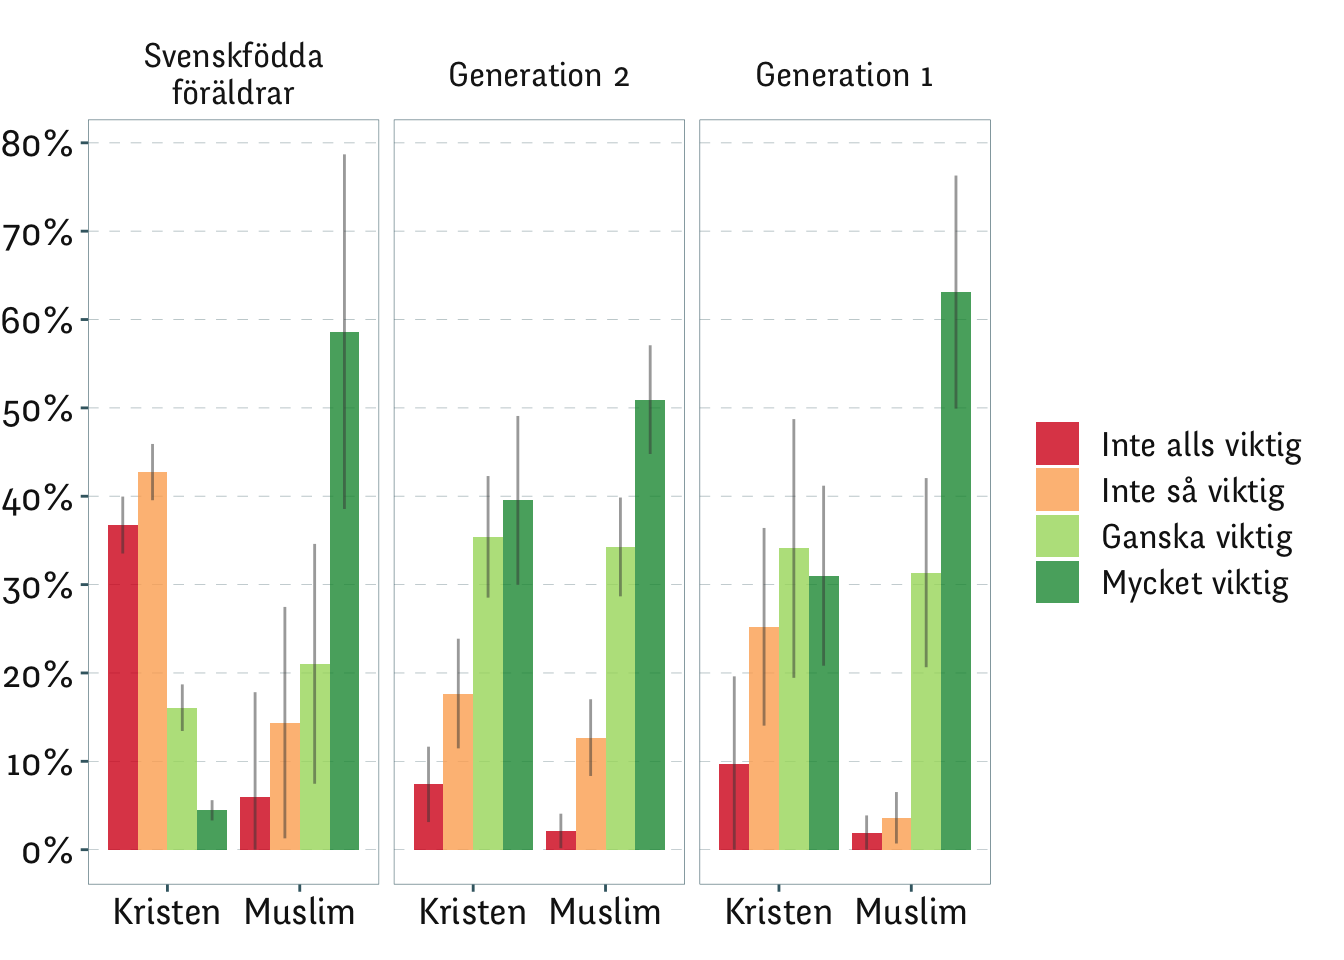 Svenskfödda
föräldrar
Generation 2
Generation 1
80%
70%
60%
50%
40%
30%
20%
10%
0%
Kristen Muslim
Kristen Muslim
Kristen Muslim
Inte alls viktig
Inte så viktig
Ganska viktig
Mycket viktig